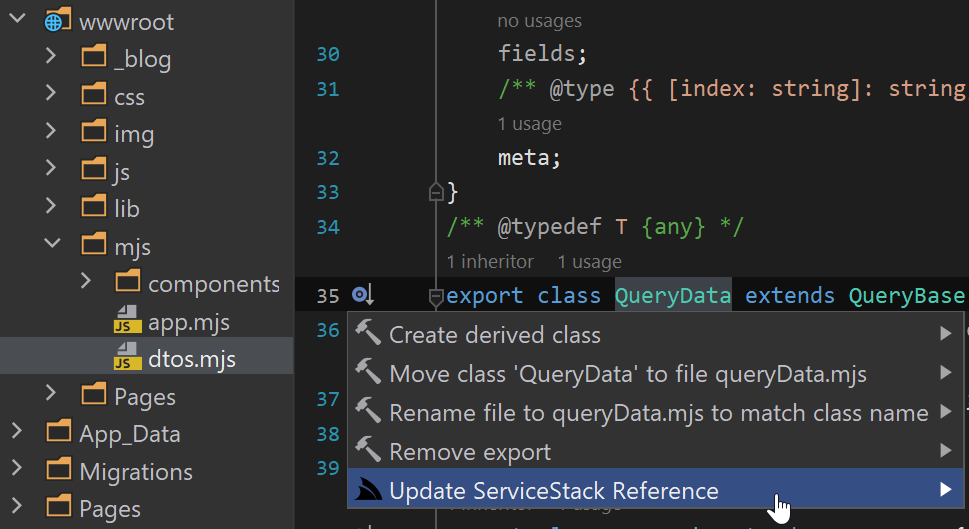 wwwroot
_blog
css
img
js
lib
mjs
components
JS app.mjs
JS dtos.mjs
Pages
App_Data
Migrations
Pages
no usages
30 fields;
31 /** @type {{ [index: string]: string
1 usage
32 meta;
33 }
34 /** @typedef T {any} */
1 inheritor 1 usage
35 export class QueryData extends QueryBase
36
37
38
39
Create derived class
Move class 'QueryData' to file queryData.mjs
Rename file to queryData.mjs to match class name
Remove export
Update ServiceStack Reference